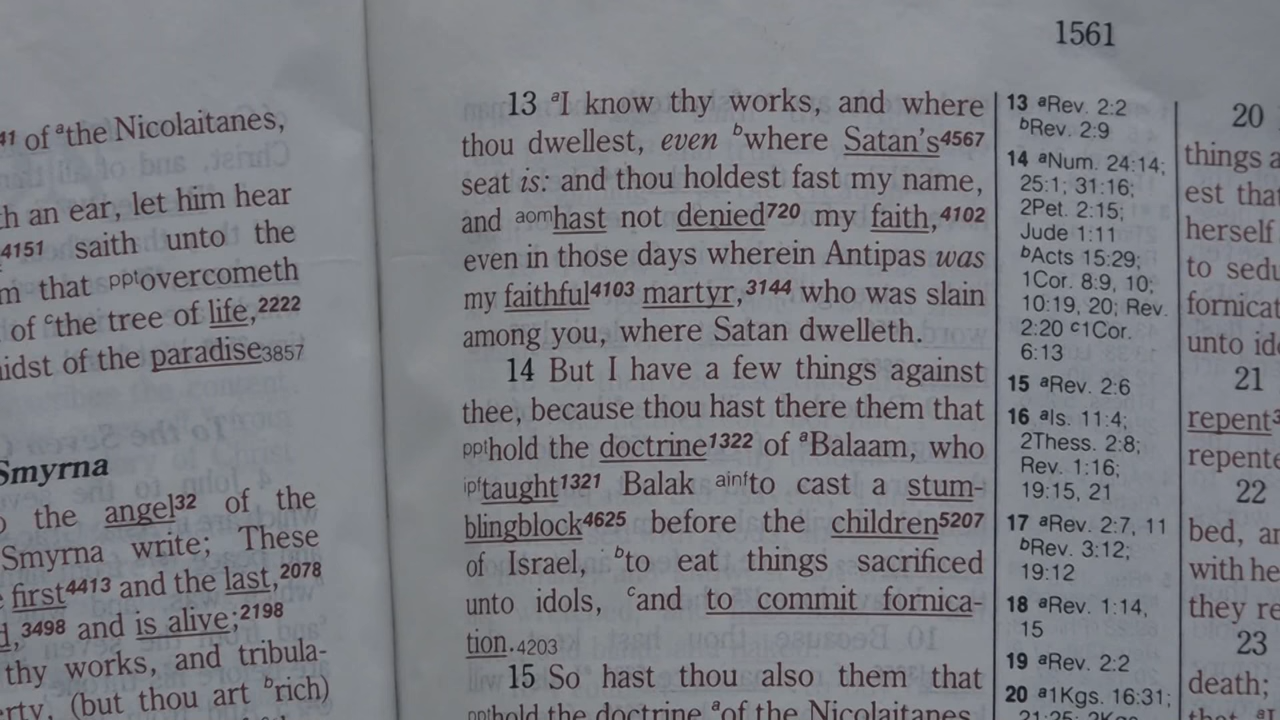 1561
41 of athe Nicolaitanes,
an ear, let him hear
4151 saith unto the
that pptovercometh
of cthe tree of life,2222
of the paradise3857
Smyrna
the angel32 of the
Smyrna write; These
first4413 and the last,2078
3498 and is alive;2198
thy works, and tribula-
(but thou art brich)
13 aI know thy works, and where
thou dwellest, even bwhere Satan's4567
seat is: and thou holdest fast my name,
and aomhast not denied720 my faith,4102
even in those days wherein Antipas was
my faithful4103 martyr,3144 who was slain
among you, where Satan dwelleth.
14 But I have a few things against
thee, because thou hast there them that
ppthold the doctrine1322 of aBalaam, who
ipftaught1321 Balak ainfto cast a stum-
blingblock4625 before the children5207
of Israel, bto eat things sacrificed
unto idols, cand to commit fornica-
tion.4203
15 So hast thou also them that
ppthold the doctrine aof the Nicolaitanes
13 aRev. 2:2
bRev. 2:9
14 aNum. 24:14;
25:1; 31:16;
2Pet. 2:15;
Jude 1:11
bActs 15:29;
1Cor. 8:9, 10;
10:19, 20; Rev.
2:20 c1Cor.
6:13
15 aRev. 2:6
16 aIs. 11:4;
2Thess. 2:8;
Rev. 1:16;
19:15, 21
17 aRev. 2:7, 11
bRev. 3:12;
19:12
18 aRev. 1:14,
15
19 aRev. 2:2
20 a1Kgs. 16:31;
20
things
est
herself
to
unto
21
repent
22
bed,
with
they
23
death;